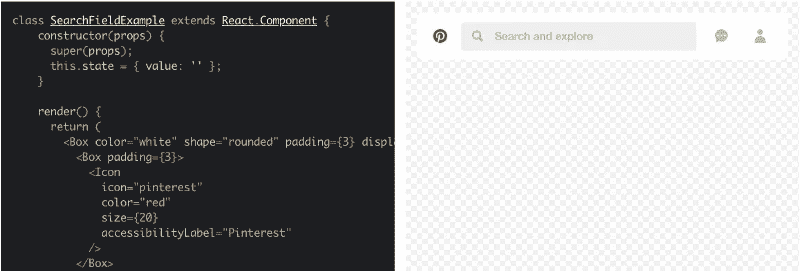 class SearchFieldExample extends React.Component {
constructor(props) {
super(props);
this.state = { value: '' };
}
render() {
return (
<Box color="white" shape="rounded" padding={3} displ
<Box padding={3}>
<Icon
icon="pinterest"
color="red"
size={20}
accessibilityLabel="Pinterest"
/>
</Box>
Search and explore